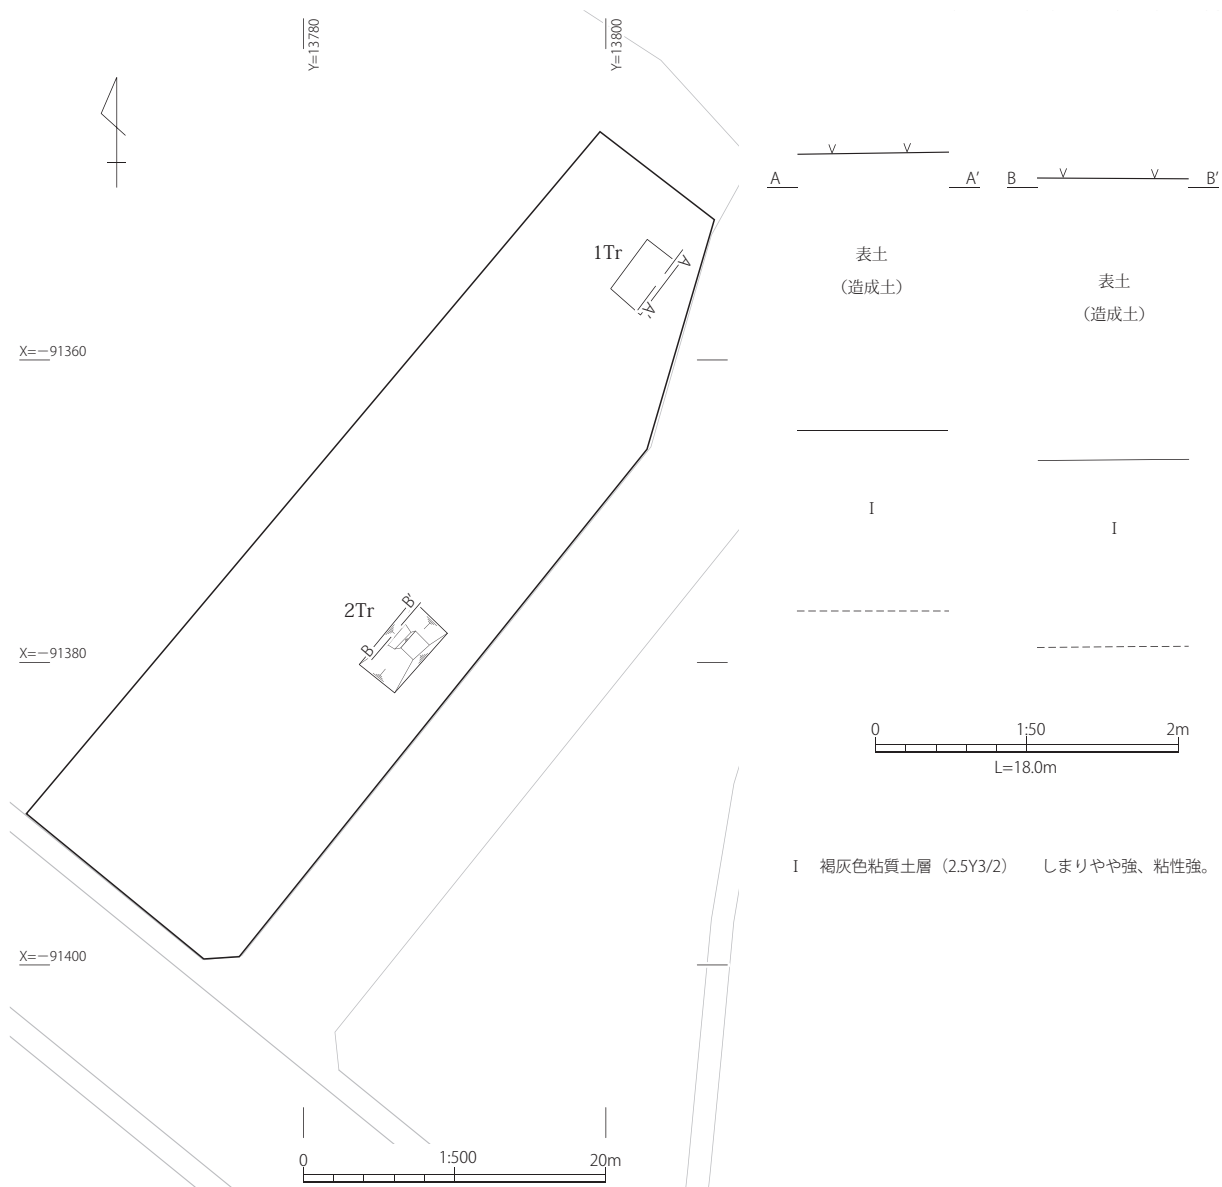 Y=13780
Y=13800
A
A′
B
B′
表土
（造成土）
表土
（造成土）
1Tr
A
A′
X=－91360
I
I
2Tr
B′
B
X=－91380
0
1:50
2m
L=18.0m
I 褐灰色粘質土層（2.5Y3/2） しまりやや強、粘性強。
X=－91400
0
1:500
20m